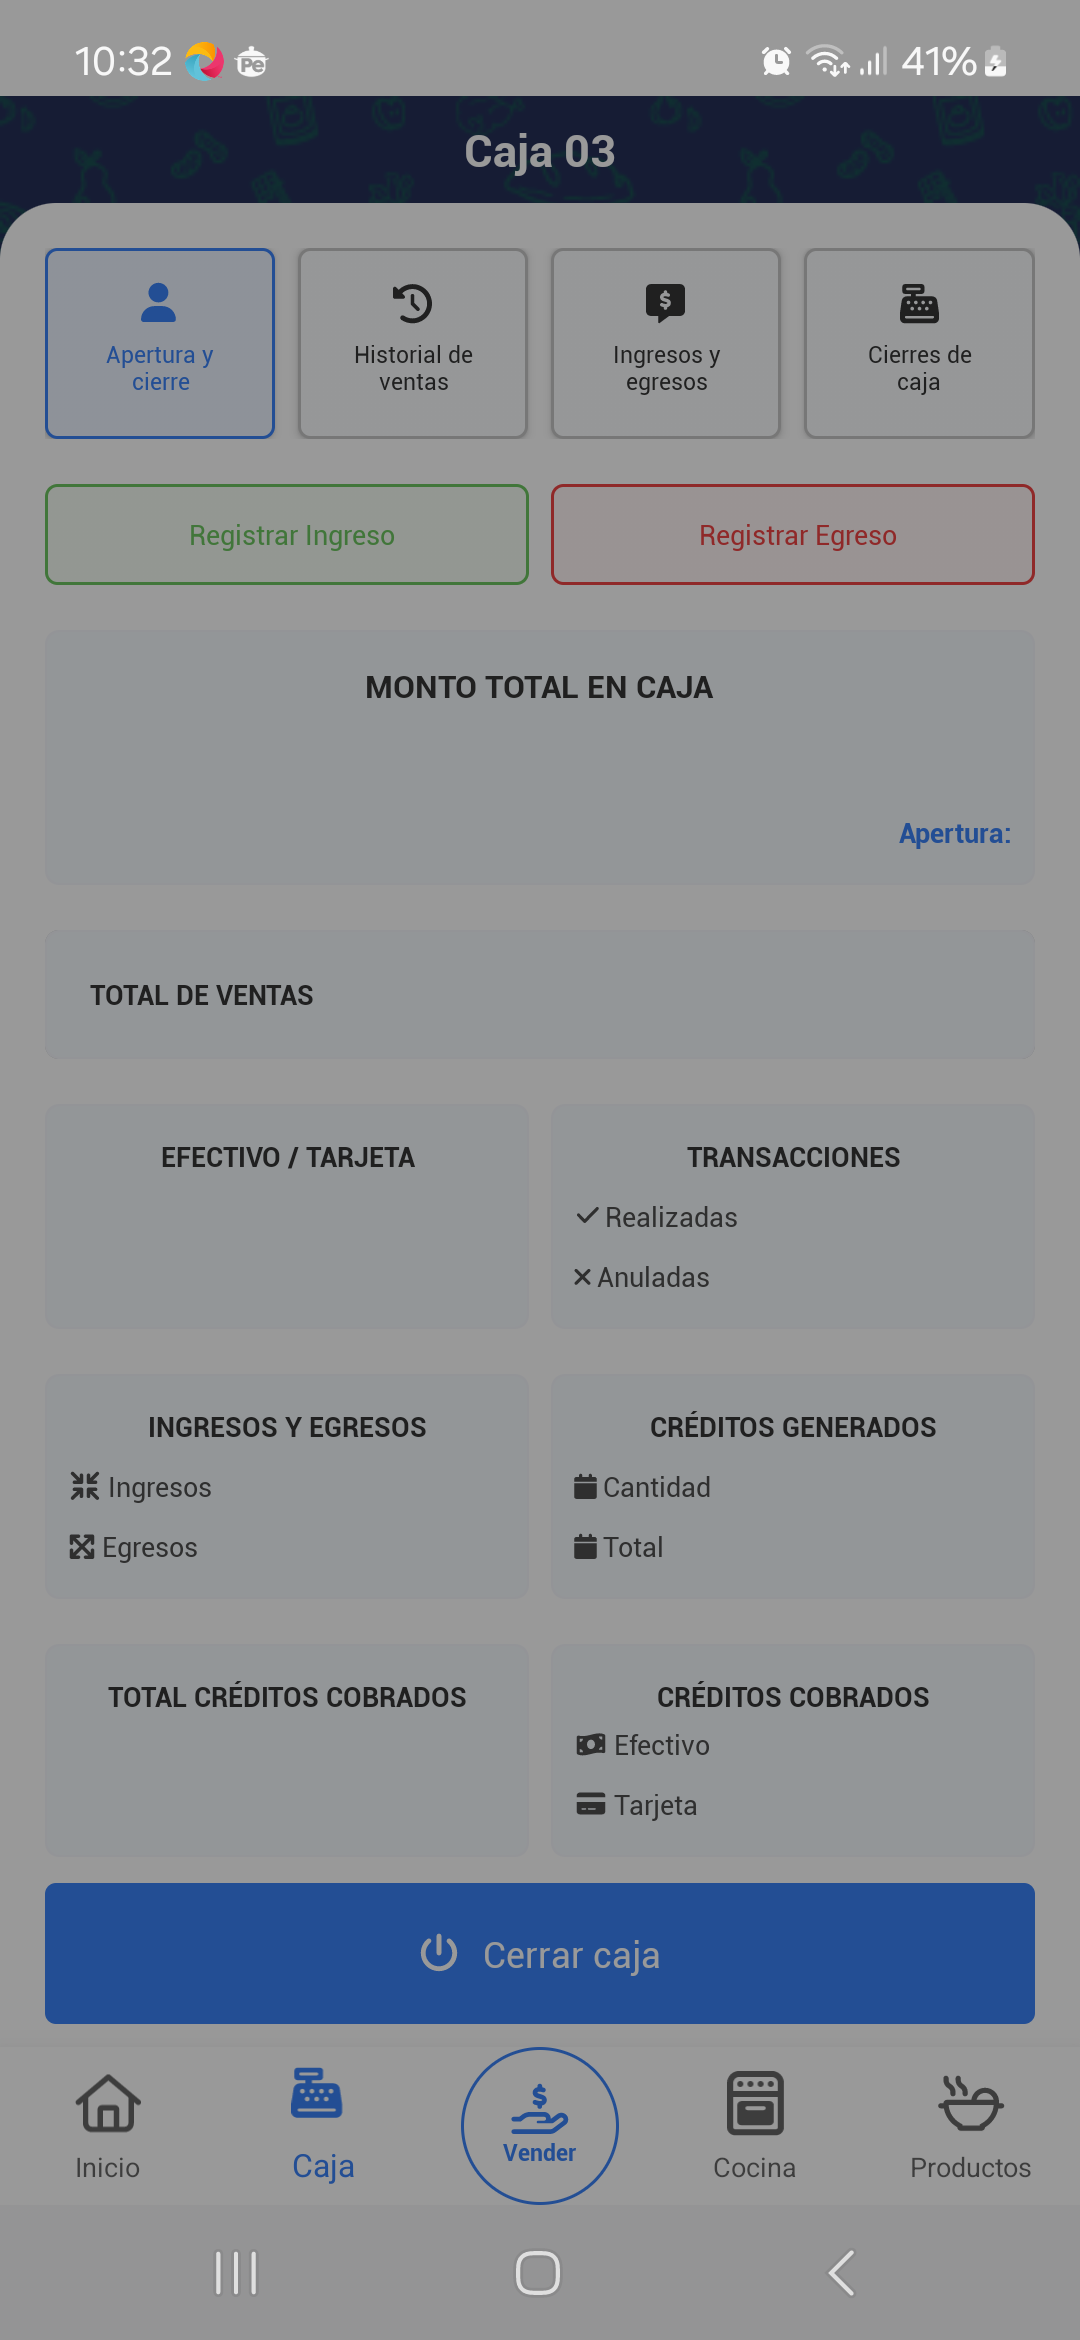 10:32
Pe
41%
Caja 03
Apertura y
cierre
Historial de
ventas
Ingresos y
egresos
Cierres de
caja
Registrar Ingreso
Registrar Egreso
MONTO TOTAL EN CAJA
Apertura:
TOTAL DE VENTAS
EFECTIVO / TARJETA
TRANSACCIONES
Realizadas
Anuladas
INGRESOS Y EGRESOS
Ingresos
Egresos
CRÉDITOS GENERADOS
Cantidad
Total
TOTAL CRÉDITOS COBRADOS
CRÉDITOS COBRADOS
Efectivo
Tarjeta
Cerrar caja
Inicio
Caja
Vender
Cocina
Productos